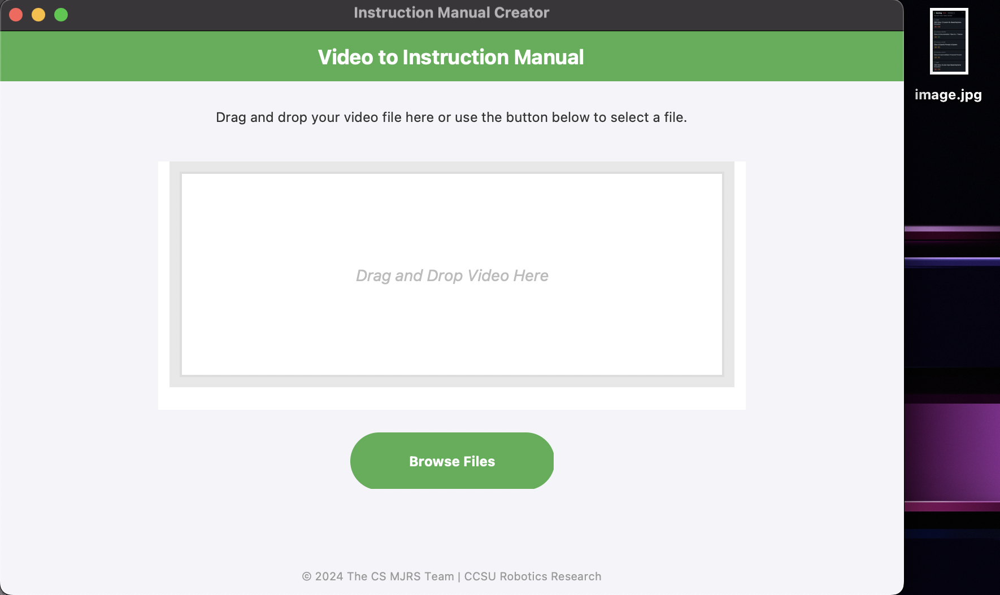 Instruction Manual Creator
Video to Instruction Manual
Drag and drop your video file here or use the button below to select a file.
Drag and Drop Video Here
Browse Files
© 2024 The CS MJRS Team | CCSU Robotics Research
image.jpg